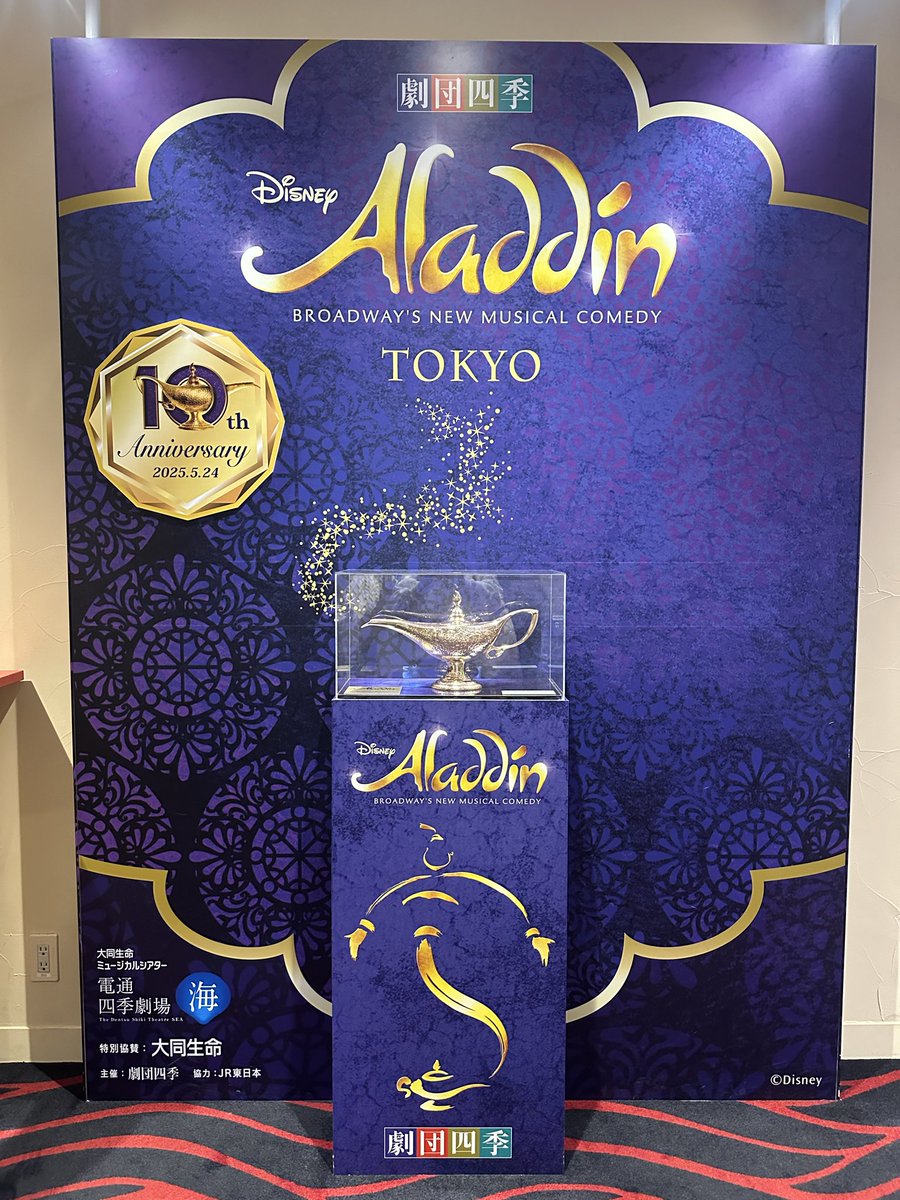 劇団四季
Disney
Aladdin
BROADWAY'S NEW MUSICAL COMEDY
TOKYO
10th
Anniversary
2025.5.24
Disney
Aladdin
BROADWAY'S NEW MUSICAL COMEDY
大同生命
ミュージカルシアター
電通
四季劇場 海
The Dentsu Shiki Theatre SEA
特別協賛：大同生命
主催：劇団四季 協力：JR東日本
©Disney
劇団四季